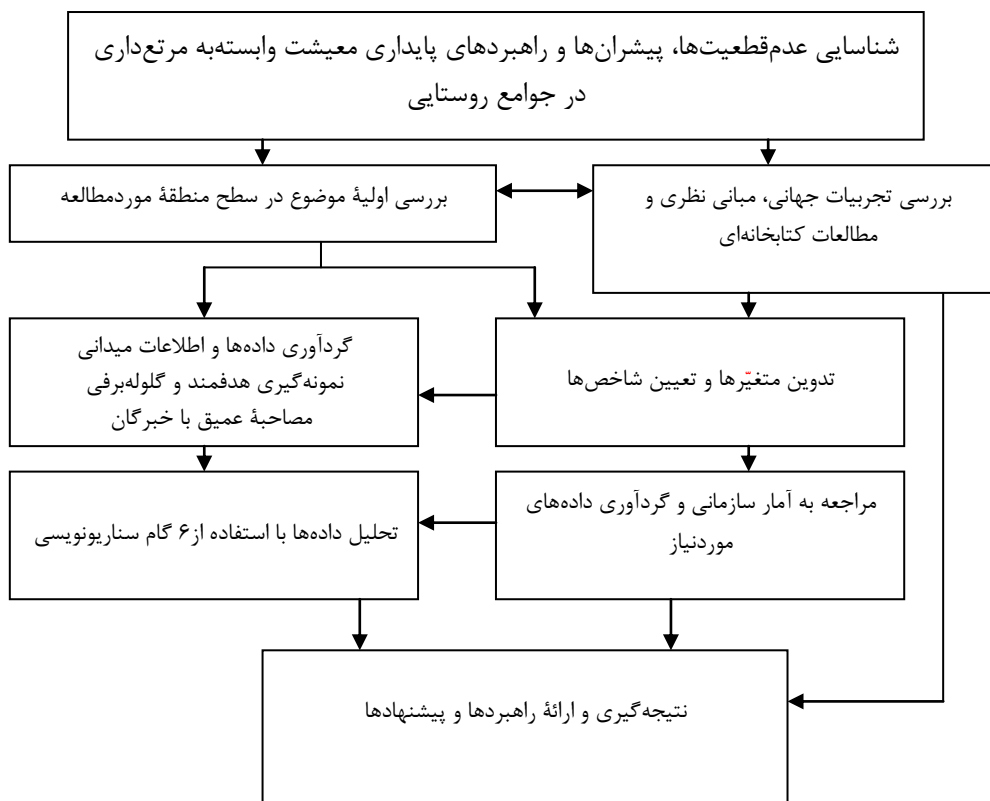 شناسایی عدم‌قطعیت‌ها، پیشران‌ها و راهبردهای پایداری معیشت وابسته‌به مرتع‌داری
در جوامع روستایی
بررسی تجربیات جهانی، مبانی نظری و
مطالعات کتابخانه‌ای
بررسی اولیهٔ موضوع در سطح منطقهٔ موردمطالعه
تدوین متغیّرها و تعیین شاخص‌ها
گردآوری داده‌ها و اطلاعات میدانی
نمونه‌گیری هدفمند و گلوله‌برفی
مصاحبهٔ عمیق با خبرگان
مراجعه به آمار سازمانی و گردآوری داده‌های
موردنیاز
تحلیل داده‌ها با استفاده از۶ گام سناریونویسی
نتیجه‌گیری و ارائهٔ راهبردها و پیشنهادها